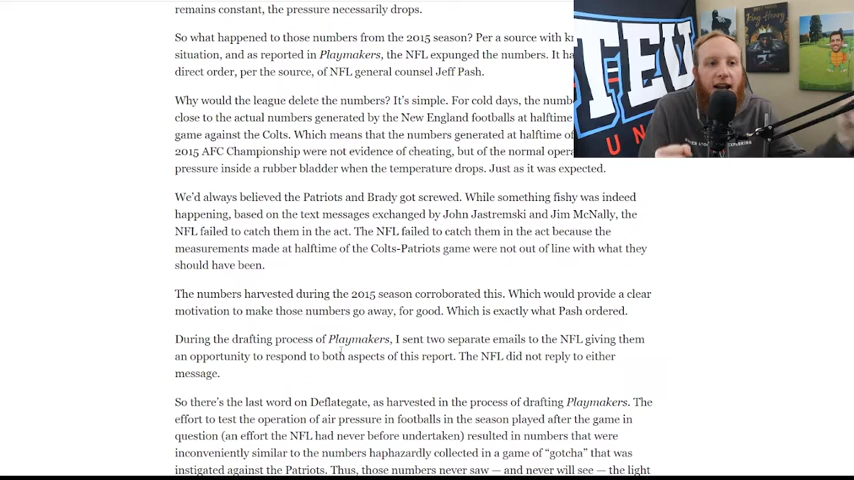 remains constant, the pressure necessarily drops.
So what happened to those numbers from the 2015 season? Per a source with
situation, and as reported in Playmakers, the NFL expunged the numbers. It
direct order, per the source, of NFL general counsel Jeff Pash.
Why would the league delete the numbers? It's simple. For cold days, the
close to the actual numbers generated by the New England footballs at halftime
game against the Colts. Which means that the numbers generated at halftime of
2015 AFC Championship were not evidence of cheating, but of the normal
pressure inside a rubber bladder when the temperature drops. Just as it was expected.
We'd always believed the Patriots and Brady got screwed. While something fishy was indeed
happening, based on the text messages exchanged by John Jastremski and Jim McNally, the
NFL failed to catch them in the act. The NFL failed to catch them in the act because the
measurements made at halftime of the Colts-Patriots game were not out of line with what they
should have been.
The numbers harvested during the 2015 season corroborated this. Which would provide a clear
motivation to make those numbers go away, for good. Which is exactly what Pash ordered.
During the drafting process of Playmakers, I sent two separate emails to the NFL giving them
an opportunity to respond to both aspects of this report. The NFL did not reply to either
message.
So there's the last word on Deflategate, as harvested in the process of drafting Playmakers. The
effort to test the operation of air pressure in footballs in the season played after the game in
question (an effort the NFL had never before undertaken) resulted in numbers that were
inconveniently similar to the numbers haphazardly collected in a game of "gotcha" that was
instigated against the Patriots. Thus, those numbers never saw — and never will see — the light
TEU
UN
King Henry